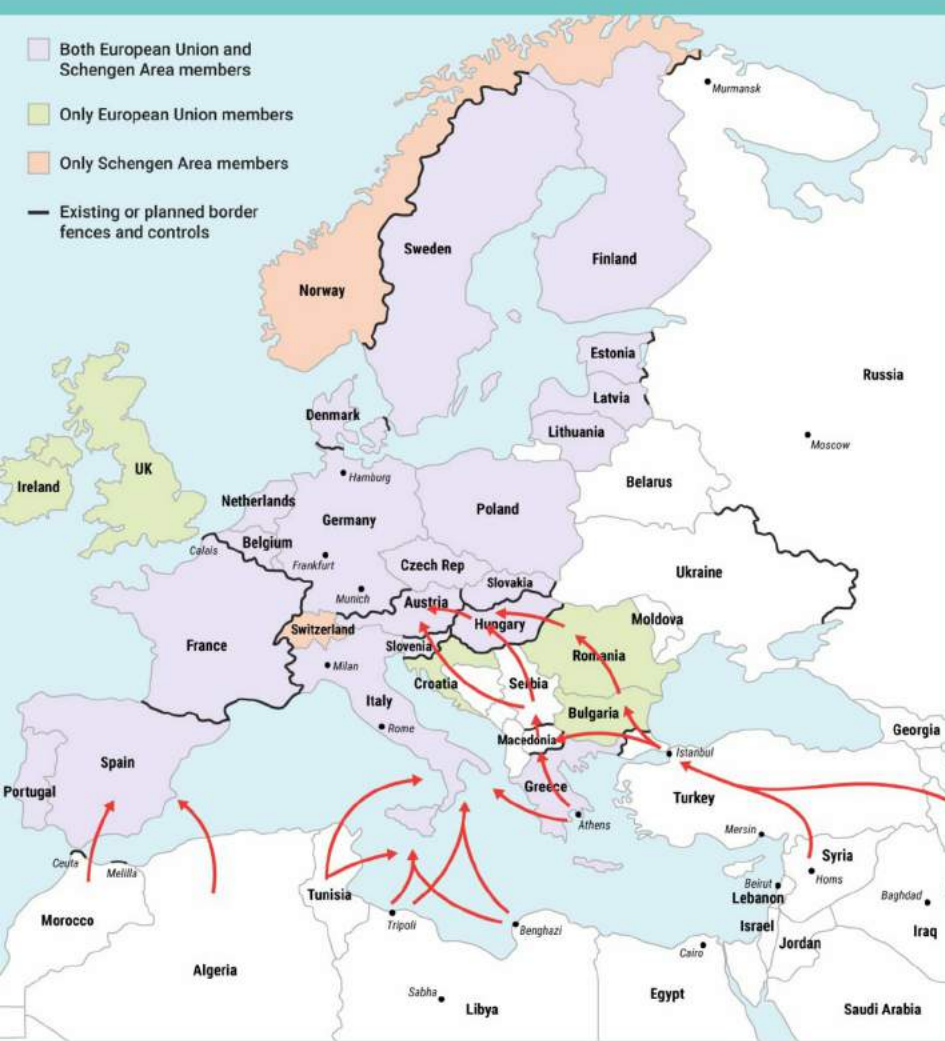 Both European Union and
Schengen Area members
Only European Union members
Only Schengen Area members
Existing or planned border
fences and controls
Murmansk
Sweden
Finland
Norway
Estonia
Russia
Latvia
Denmark
Lithuania
Moscow
UK
Hamburg
Belarus
Ireland
Netherlands
Poland
Germany
Belgium
Calais
Frankfurt
Czech Rep
Ukraine
Slovakia
Munich
Austria
Moldova
Hungary
Switzerland
France
Slovenia
Romania
Milan
Croatia
Serbia
Italy
Bulgaria
Rome
Macedonia
Georgia
Istanbul
Spain
Greece
Portugal
Turkey
Athens
Mersin
Syria
Ceuta
Melilla
Homs
Beirut
Lebanon
Baghdad
Tunisia
Morocco
Tripoli
Benghazi
Israel
Iraq
Jordan
Cairo
Algeria
Sabha
Egypt
Libya
Saudi Arabia